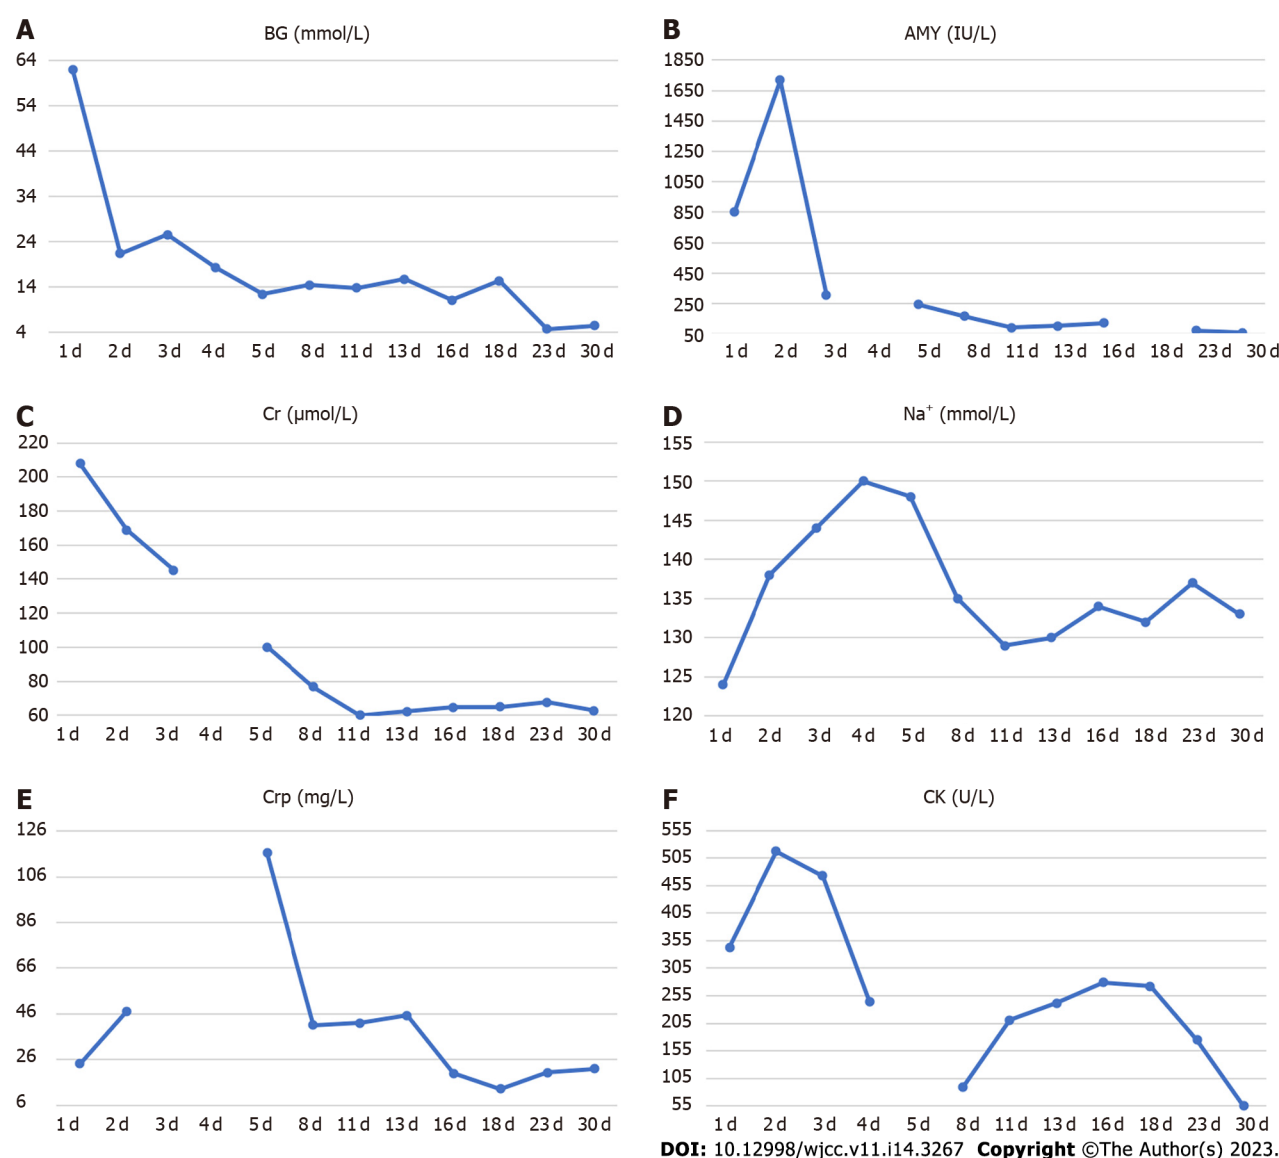 A
BG (mmol/L)
64
54
44
34
24
14
4
1 d 2 d 3 d 4 d 5 d 8 d 11 d 13 d 16 d 18 d 23 d 30 d
B
AMY (IU/L)
1850
1650
1450
1250
1050
850
650
450
250
50
1 d 2 d 3 d 4 d 5 d 8 d 11 d 13 d 16 d 18 d 23 d 30 d
C
Cr (μmol/L)
220
200
180
160
140
120
100
80
60
1 d 2 d 3 d 4 d 5 d 8 d 11 d 13 d 16 d 18 d 23 d 30 d
D
Na+ (mmol/L)
155
150
145
140
135
130
125
120
1 d 2 d 3 d 4 d 5 d 8 d 11 d 13 d 16 d 18 d 23 d 30 d
E
Crp (mg/L)
126
106
86
66
46
26
6
1 d 2 d 3 d 4 d 5 d 8 d 11 d 13 d 16 d 18 d 23 d 30 d
F
CK (U/L)
555
505
455
405
355
305
255
205
155
105
55
1 d 2 d 3 d 4 d 5 d 8 d 11 d 13 d 16 d 18 d 23 d 30 d
DOI: 10.12998/wjcc.v11.i14.3267 Copyright ©The Author(s) 2023.